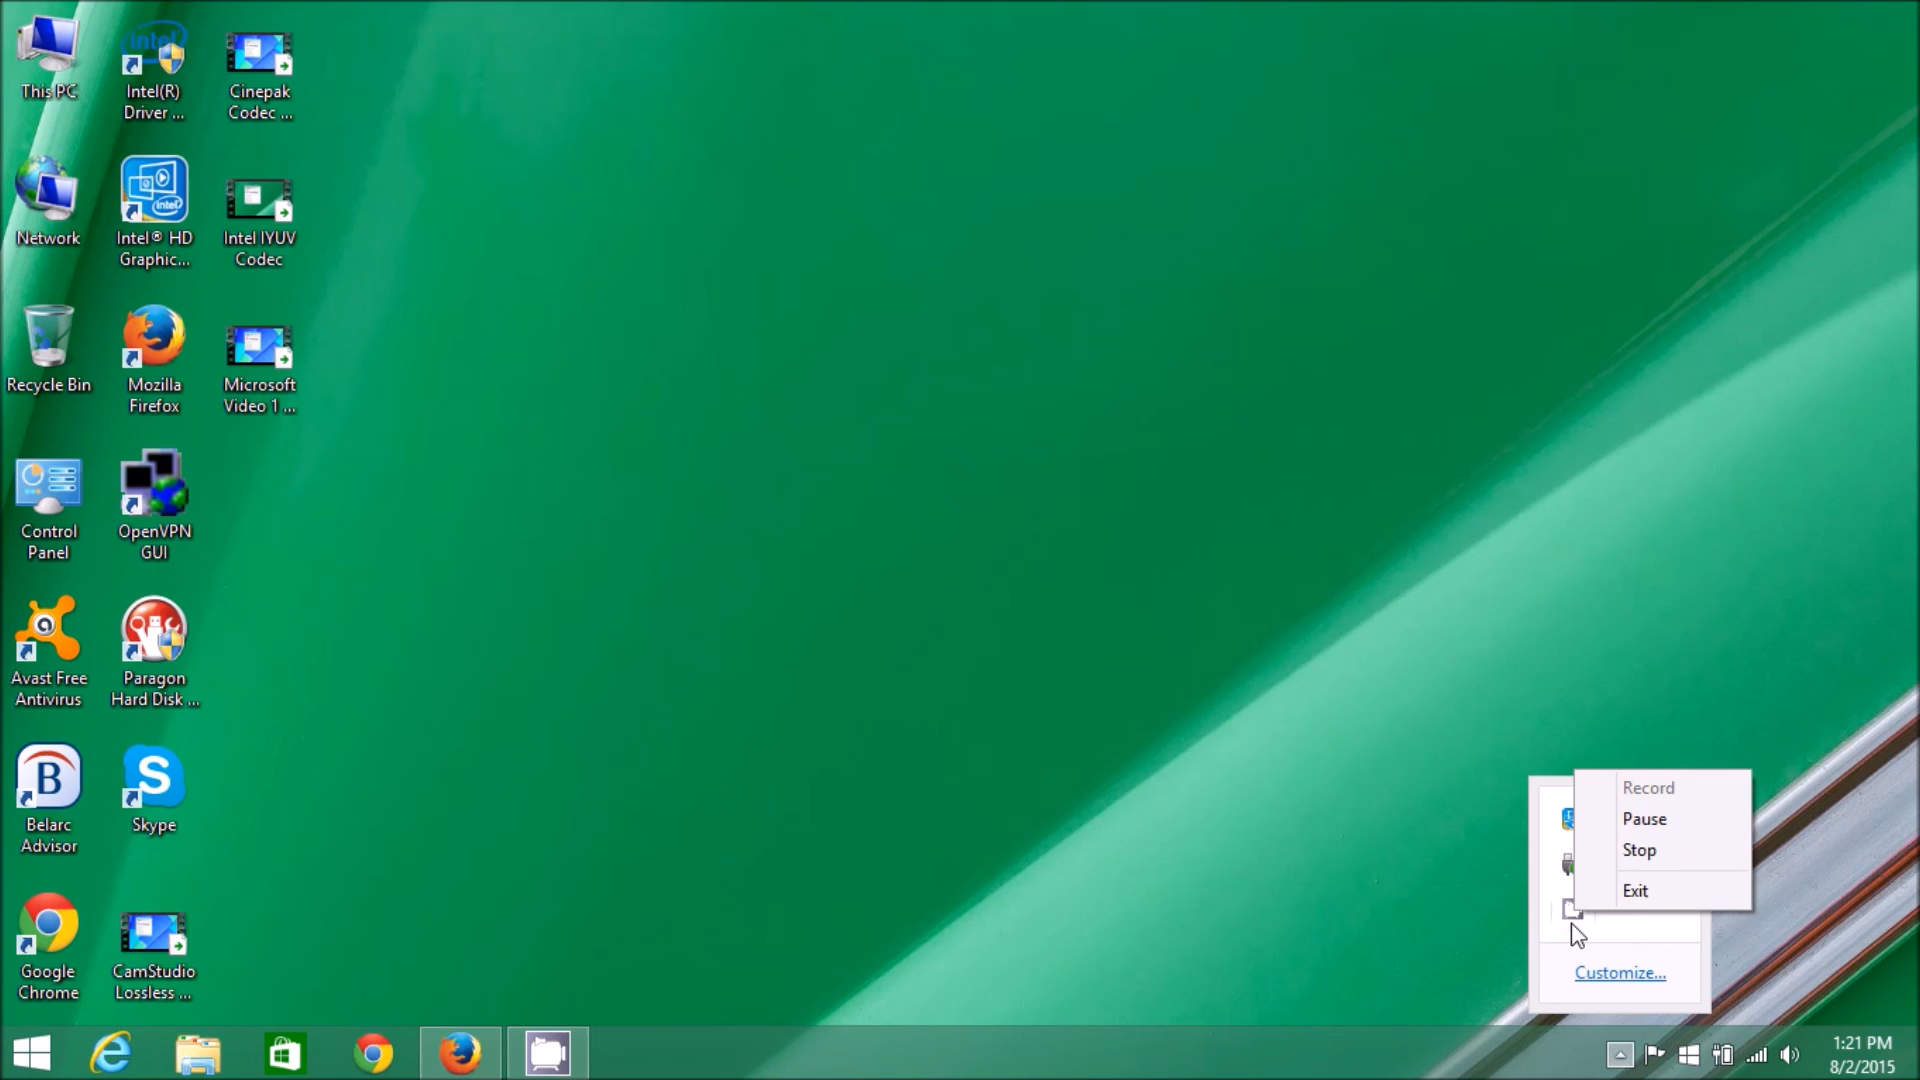 This PC
Intel(R)
Driver ...
Cinepak
Codec ...
Network
Intel® HD
Graphic...
Intel IYUV
Codec
Recycle Bin
Mozilla
Firefox
Microsoft
Video 1 ...
Control
Panel
OpenVPN
GUI
Avast Free
Antivirus
Paragon
Hard Disk ...
Belarc
Advisor
Skype
Google
Chrome
CamStudio
Lossless ...
Record
Pause
Stop
Exit
Customize...
1:21 PM
8/2/2015